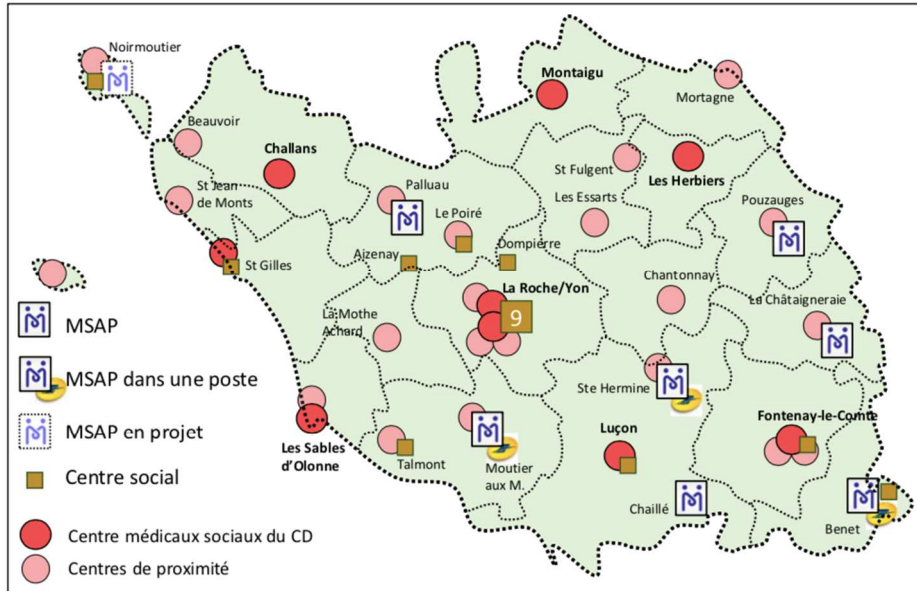 Noirmoutier
Montaigu
Mortagne
Beauvoir
Challans
St Fulgent
Les Herbiers
St Jean
de Monts
Palluau
Les Essarts
Pouzauges
Le Poiré
Aizenay
Dompierre
St Gilles
Chantonnay
La Roche/Yon
La Châtaigneraie
9
La Mothe
Achard
MSAP
MSAP dans une poste
Ste Hermine
MSAP en projet
Fontenay-le-Comte
Luçon
Les Sables
d'Olonne
Talmont
Moutier
aux M.
Centre social
Chaillé
Benet
Centre médicaux sociaux du CD
Centres de proximité